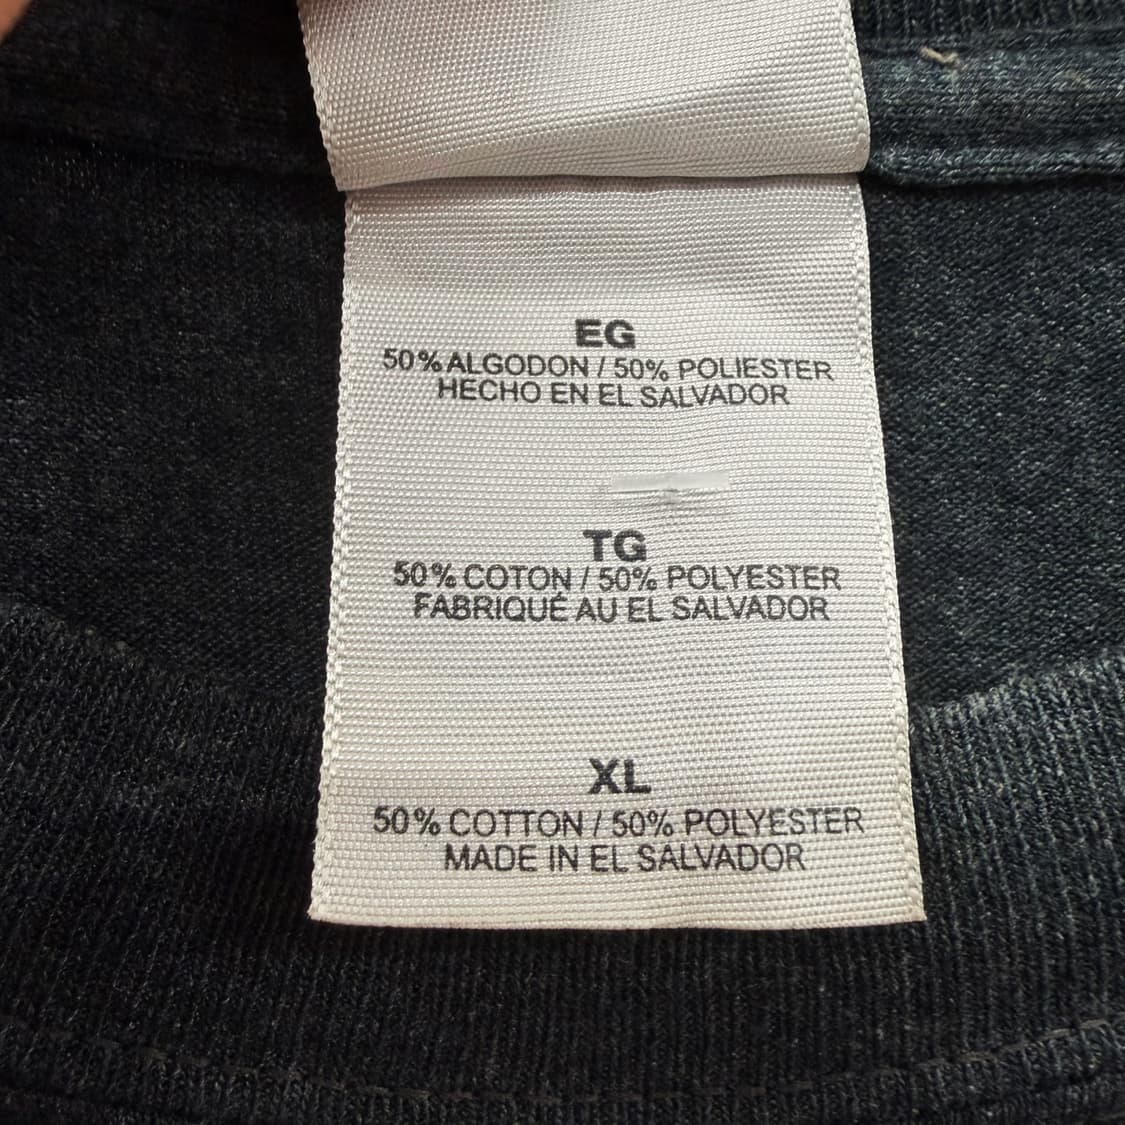 EG
50% ALGODON / 50% POLIESTER
HECHO EN EL SALVADOR
TG
50% COTON / 50% POLYESTER
FABRIQUÉ AU EL SALVADOR
XL
50% COTTON / 50% POLYESTER
MADE IN EL SALVADOR